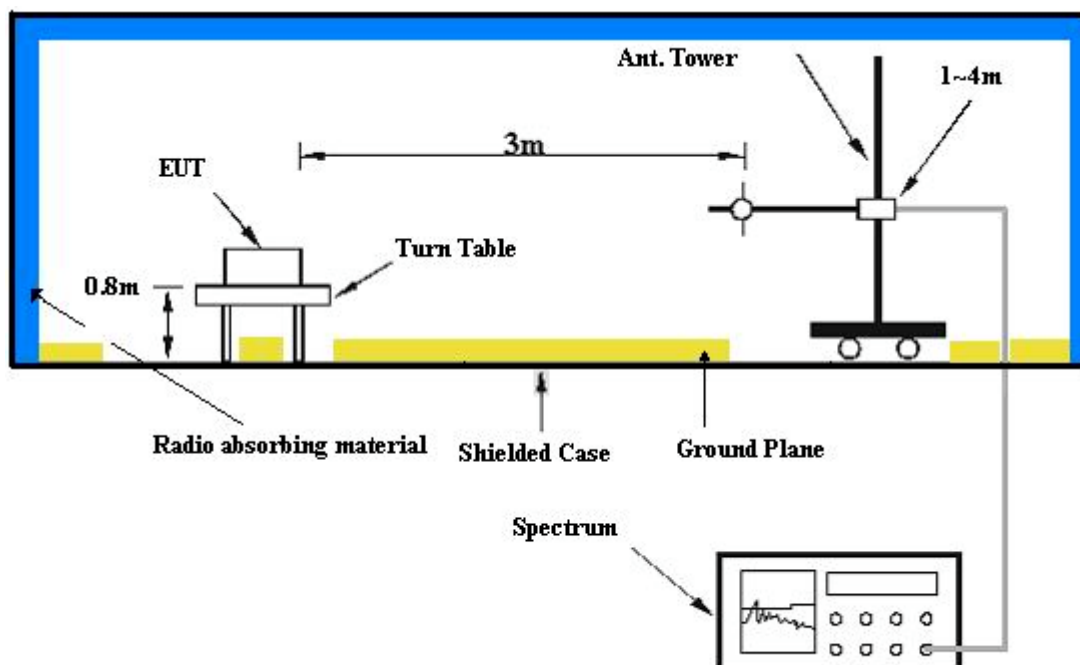 Ant. Tower
1~4m
3m
EUT
Turn Table
0.8m
Radio absorbing material
Shielded Case
Ground Plane
Spectrum